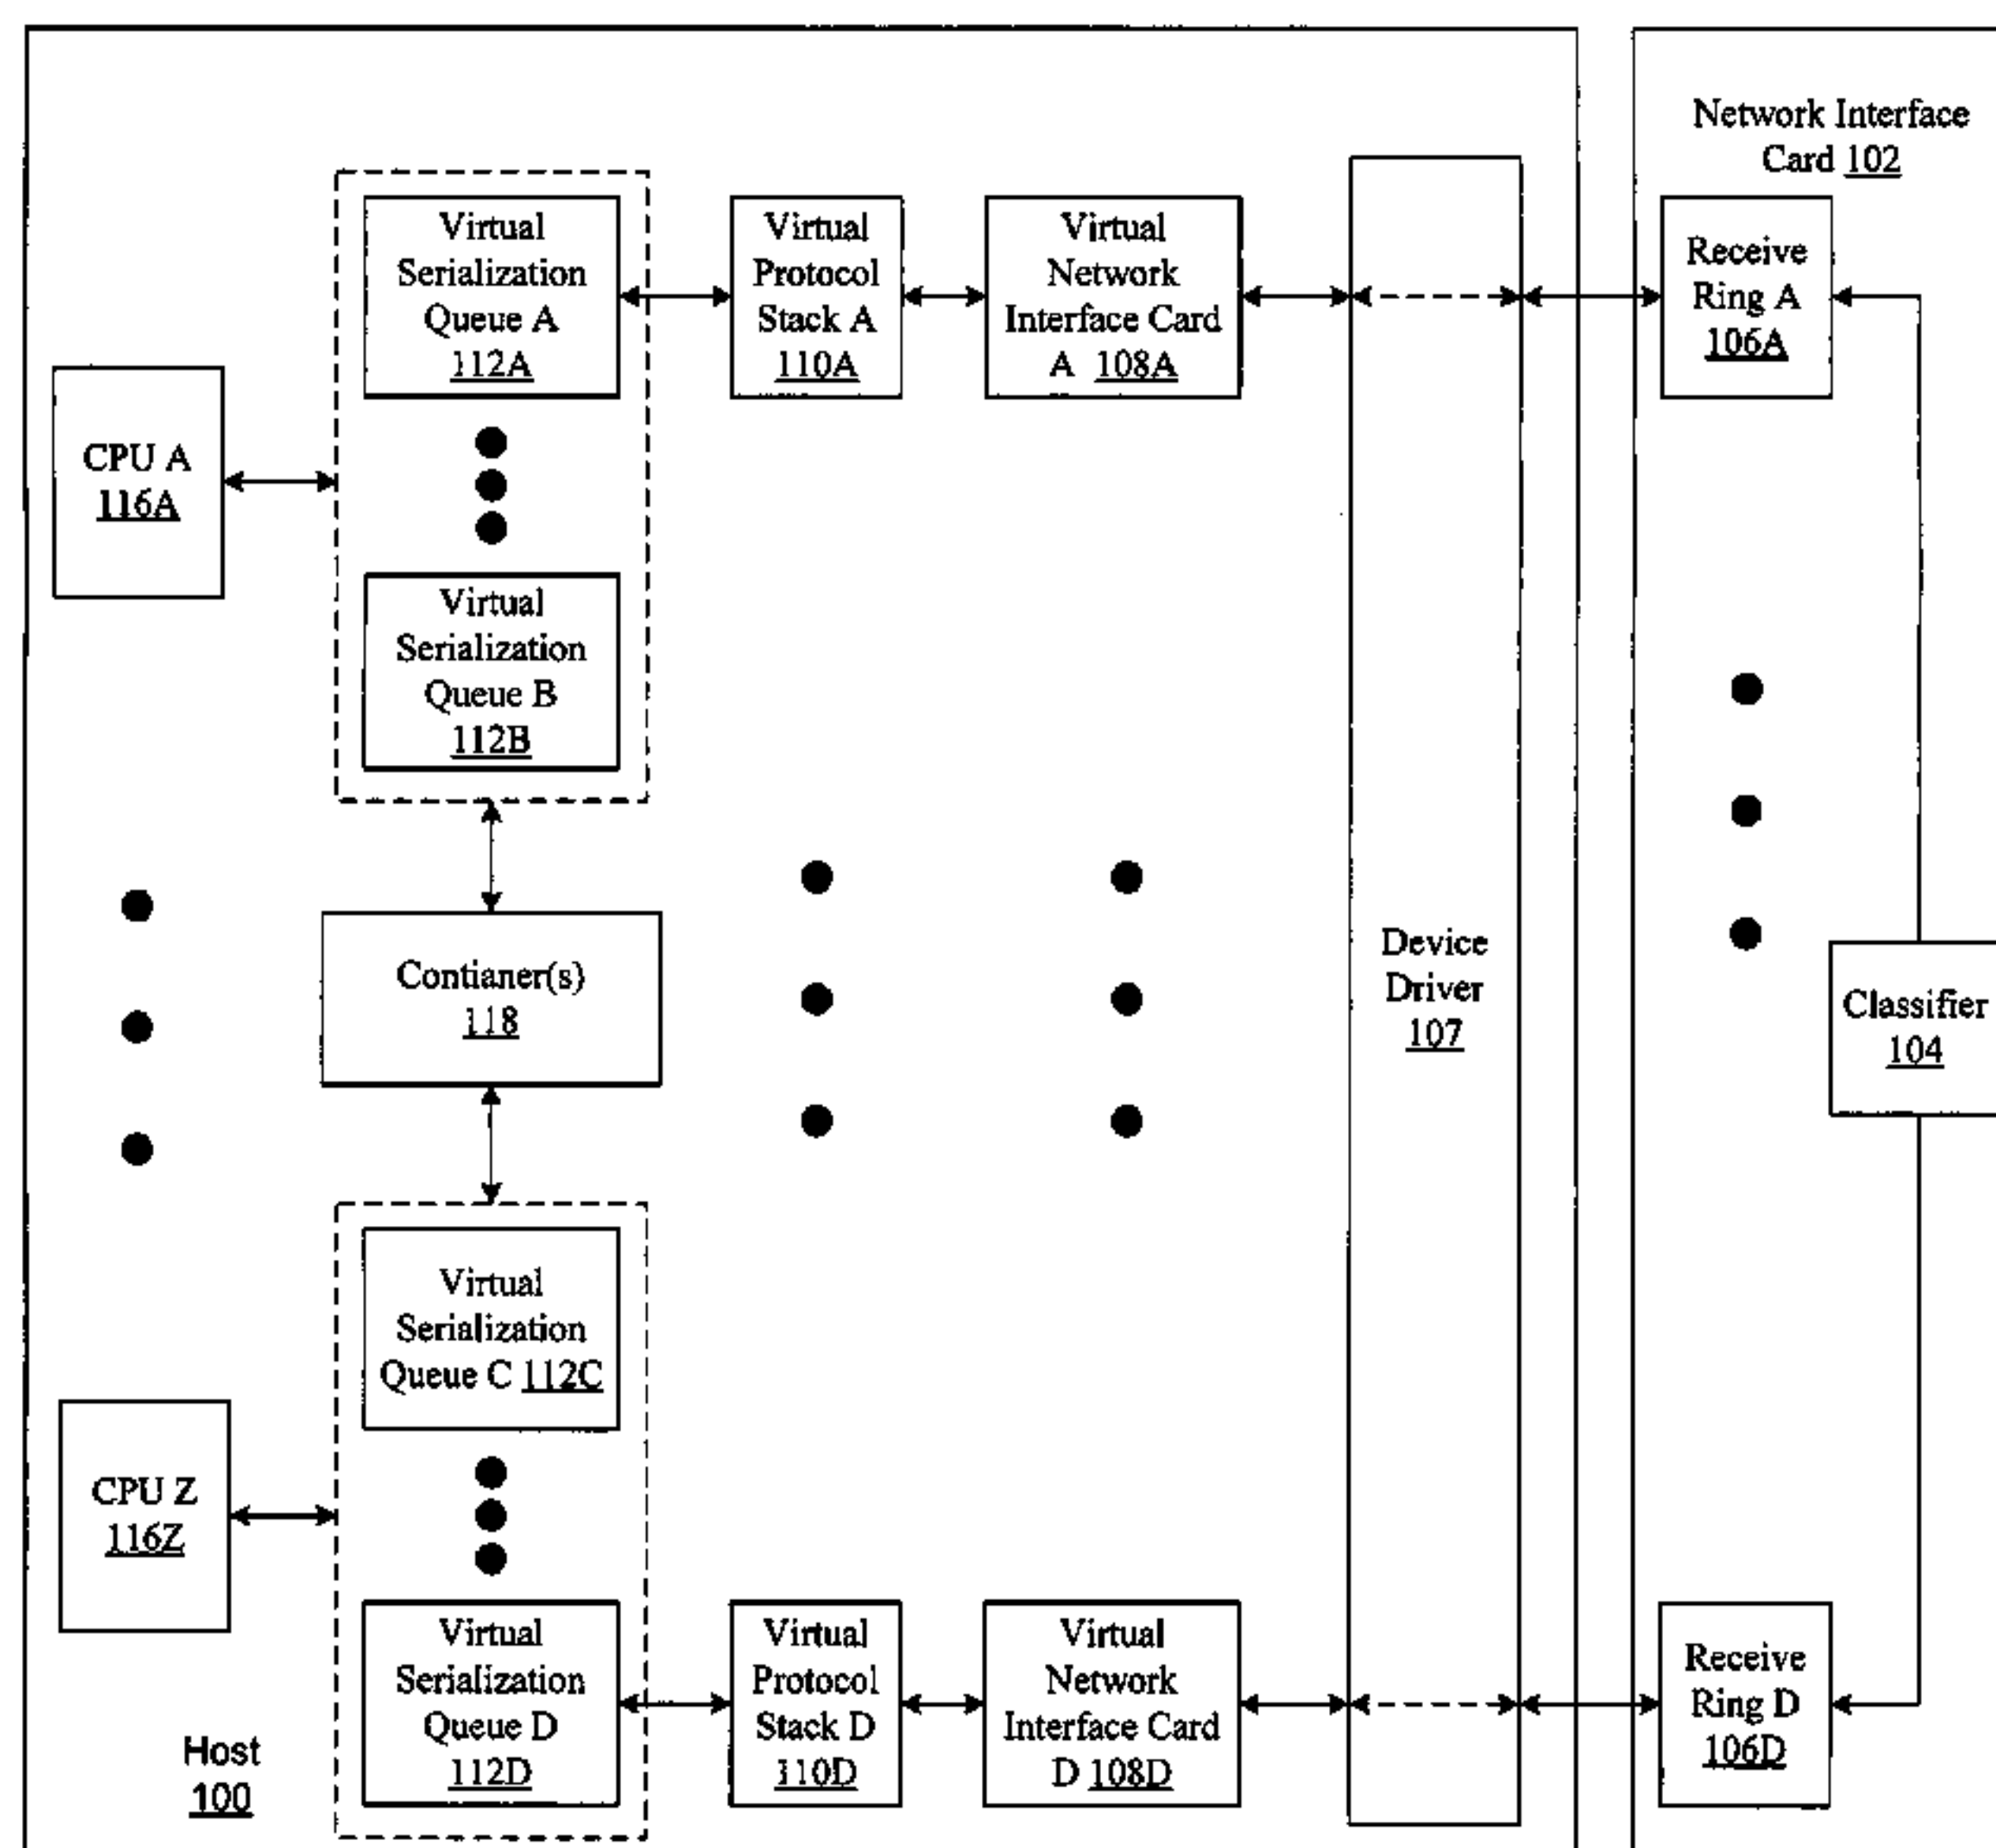 Network Interface
Card 102
Virtual
Serialization
Queue A
112A
Virtual
Protocol
Stack A
110A
Virtual
Network
Interface Card
A 108A
Receive
Ring A
106A
CPU A
116A
Virtual
Serialization
Queue B
112B
Contianer(s)
118
Device
Driver
107
Classifier
104
Virtual
Serialization
Queue C 112C
CPU Z
116Z
Virtual
Serialization
Queue D
112D
Virtual
Protocol
Stack D
110D
Virtual
Network
Interface Card
D 108D
Receive
Ring D
106D
Host
100